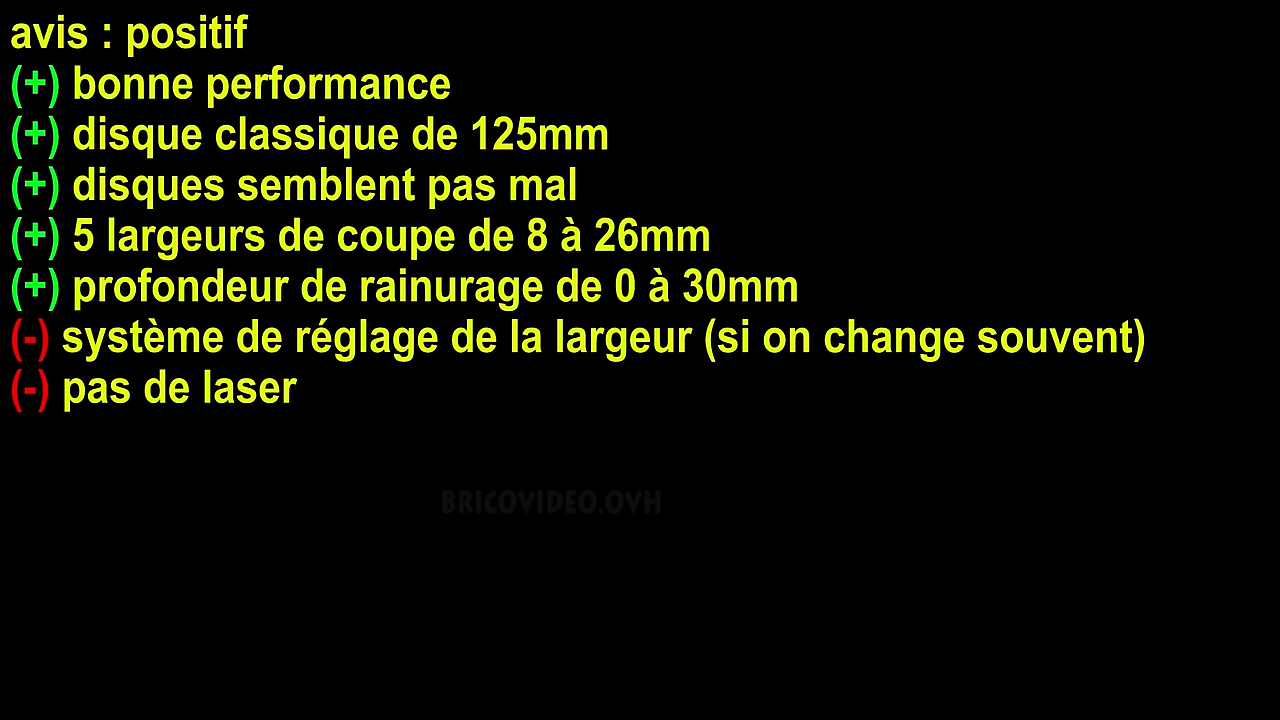 avis : positif
(+) bonne performance
(+) disque classique de 125mm
(+) disques semblent pas mal
(+) 5 largeurs de coupe de 8 à 26mm
(+) profondeur de rainurage de 0 à 30mm
(-) système de réglage de la largeur (si on change souvent)
(-) pas de laser
BRICOVIDEO.OVH